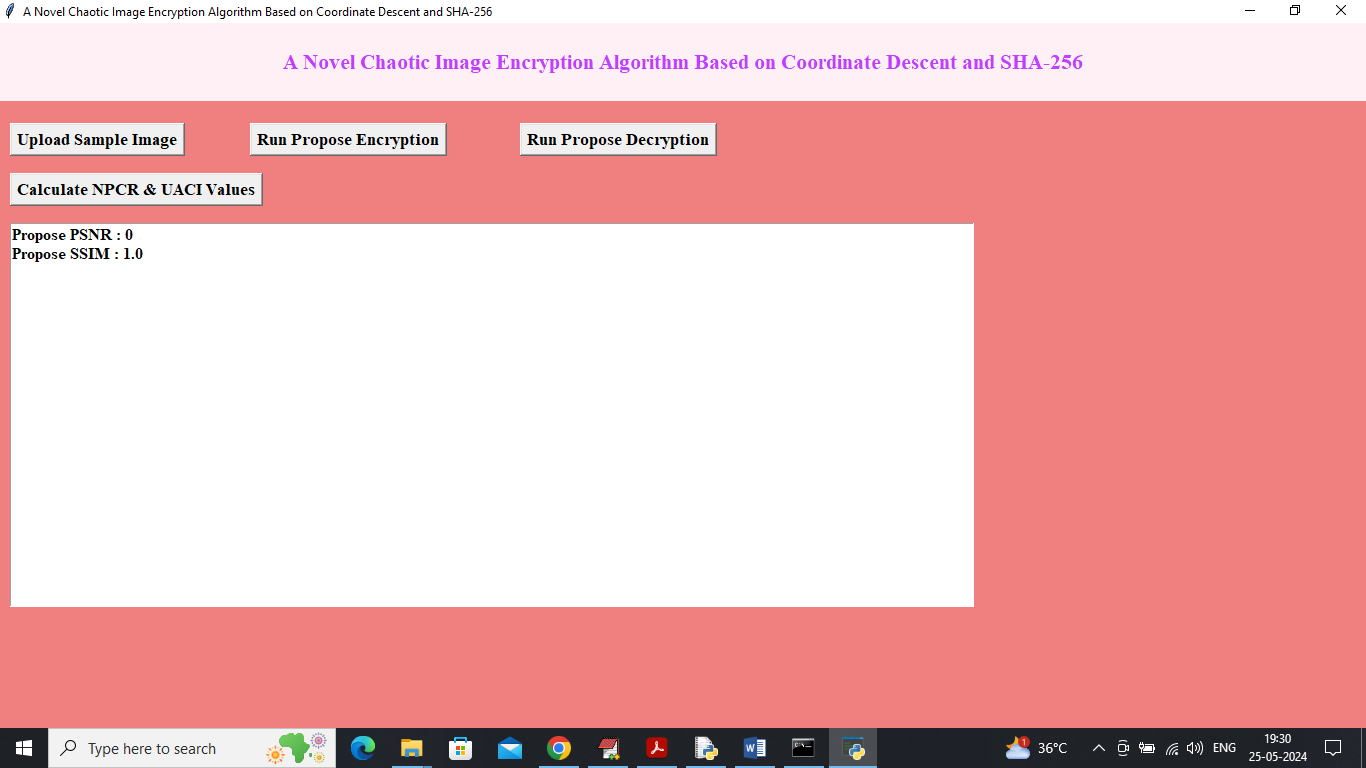 A Novel Chaotic Image Encryption Algorithm Based on Coordinate Descent and SHA-256
A Novel Chaotic Image Encryption Algorithm Based on Coordinate Descent and SHA-256
Upload Sample Image
Run Propose Encryption
Run Propose Decryption
Calculate NPCR & UACI Values
Propose PSNR : 0
Propose SSIM : 1.0
Type here to search
1
36°C
ENG
19:30
25-05-2024